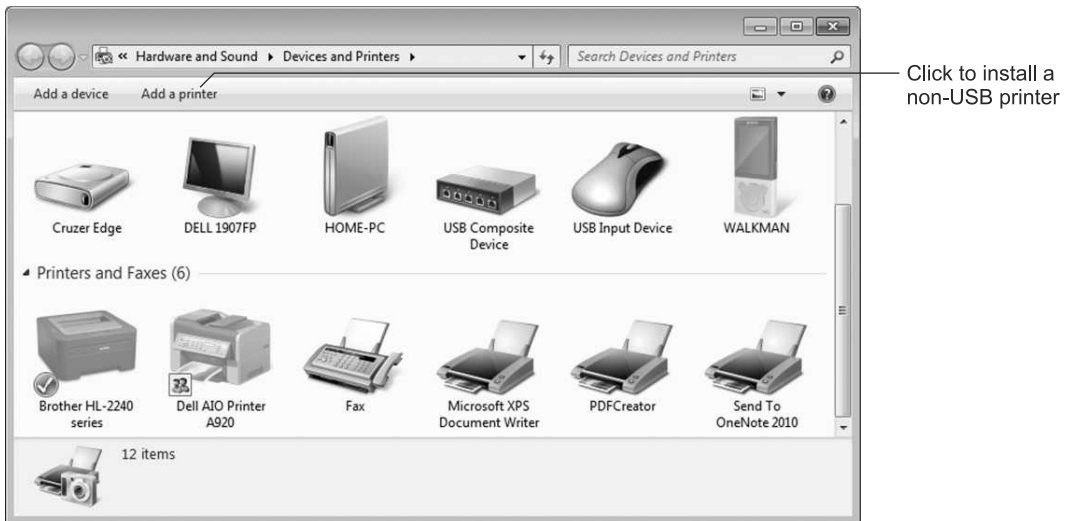 « Hardware and Sound ▸ Devices and Printers ▸
Search Devices and Printers
Add a device Add a printer
Click to install a
non-USB printer
Cruzer Edge
DELL 1907FP
HOME-PC
USB Composite
Device
USB Input Device
WALKMAN
Printers and Faxes (6)
Brother HL-2240
series
Dell AIO Printer
A920
Fax
Microsoft XPS
Document Writer
PDFCreator
Send To
OneNote 2010
12 items